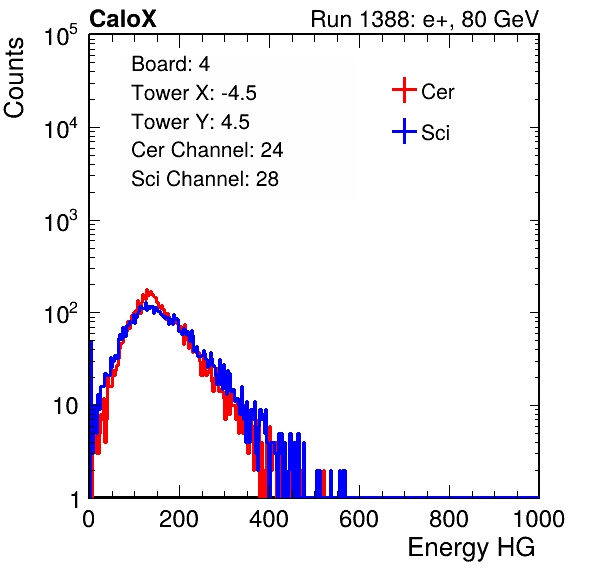 CaloX Run 1388: e+, 80 GeV
Board: 4
Tower X: -4.5
Tower Y: 4.5
Cer Channel: 24
Sci Channel: 28
Cer
Sci
Counts
10^5
10^4
10^3
10^2
10
1
0 200 400 600 800 1000
Energy HG